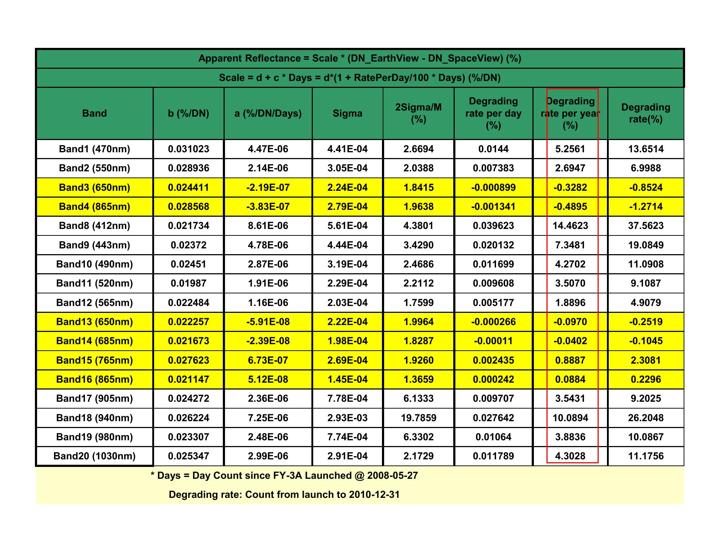 Apparent Reflectance = Scale * (DN_EarthView - DN_SpaceView) (%)
Scale = d + c * Days = d*(1 + RatePerDay/100 * Days) (%/DN)
Band b (%/DN) a (%/DN/Days) Sigma 2Sigma/M (%) Degrading rate per day (%) Degrading rate per year (%) Degrading rate(%)
Band1 (470nm) 0.031023 4.47E-06 4.41E-04 2.6694 0.0144 5.2561 13.6514
Band2 (550nm) 0.028936 2.14E-06 3.05E-04 2.0388 0.007383 2.6947 6.9988
Band3 (650nm) 0.024411 -2.19E-07 2.24E-04 1.8415 -0.000899 -0.3282 -0.8524
Band4 (865nm) 0.028568 -3.83E-07 2.79E-04 1.9638 -0.001341 -0.4895 -1.2714
Band8 (412nm) 0.021734 8.61E-06 5.61E-04 4.3801 0.039623 14.4623 37.5623
Band9 (443nm) 0.02372 4.78E-06 4.44E-04 3.4290 0.020132 7.3481 19.0849
Band10 (490nm) 0.02451 2.87E-06 3.19E-04 2.4686 0.011699 4.2702 11.0908
Band11 (520nm) 0.01987 1.91E-06 2.29E-04 2.2112 0.009608 3.5070 9.1087
Band12 (565nm) 0.022484 1.16E-06 2.03E-04 1.7599 0.005177 1.8896 4.9079
Band13 (650nm) 0.022257 -5.91E-08 2.22E-04 1.9964 -0.000266 -0.0970 -0.2519
Band14 (685nm) 0.021673 -2.39E-08 1.98E-04 1.8287 -0.00011 -0.0402 -0.1045
Band15 (765nm) 0.027623 6.73E-07 2.69E-04 1.9260 0.002435 0.8887 2.3081
Band16 (865nm) 0.021147 5.12E-08 1.45E-04 1.3659 0.000242 0.0884 0.2296
Band17 (905nm) 0.024272 2.36E-06 7.78E-04 6.1333 0.009707 3.5431 9.2025
Band18 (940nm) 0.026224 7.25E-06 2.93E-03 19.7859 0.027642 10.0894 26.2048
Band19 (980nm) 0.023307 2.48E-06 7.74E-04 6.3302 0.01064 3.8836 10.0867
Band20 (1030nm) 0.025347 2.99E-06 2.91E-04 2.1729 0.011789 4.3028 11.1756
* Days = Day Count since FY-3A Launched @ 2008-05-27
Degrading rate: Count from launch to 2010-12-31